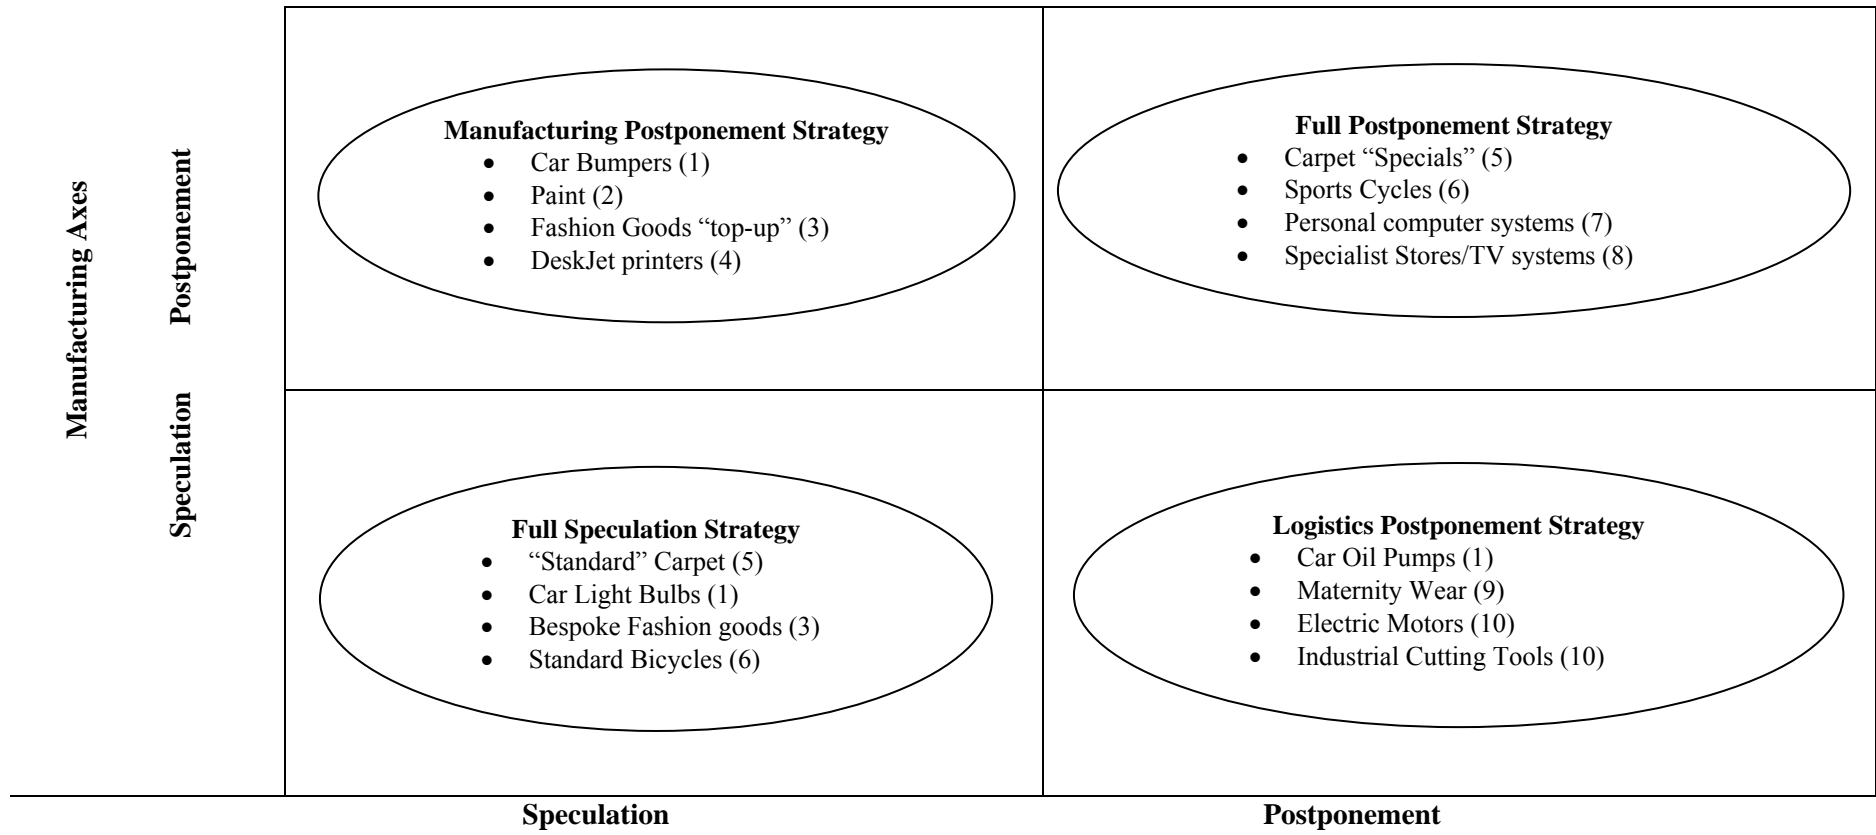 Manufacturing Axes
Postponement
Speculation
Manufacturing Postponement Strategy
• Car Bumpers (1)
• Paint (2)
• Fashion Goods “top-up” (3)
• DeskJet printers (4)
Full Postponement Strategy
• Carpet “Specials” (5)
• Sports Cycles (6)
• Personal computer systems (7)
• Specialist Stores/TV systems (8)
Full Speculation Strategy
• “Standard” Carpet (5)
• Car Light Bulbs (1)
• Bespoke Fashion goods (3)
• Standard Bicycles (6)
Logistics Postponement Strategy
• Car Oil Pumps (1)
• Maternity Wear (9)
• Electric Motors (10)
• Industrial Cutting Tools (10)
Speculation
Postponement